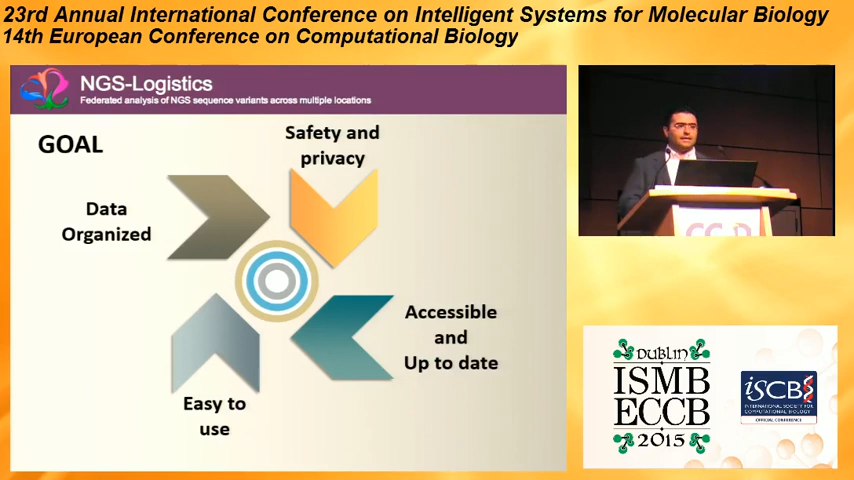 23rd Annual International Conference on Intelligent Systems for Molecular Biology
14th European Conference on Computational Biology
NGS-Logistics
Federated analysis of NGS sequence variants across multiple locations
GOAL
Safety and
privacy
Data
Organized
Accessible
and
Up to date
Easy to
use
DUBLIN
ISMB
ECCB
2015
iSCB
INTERNATIONAL SOCIETY FOR
COMPUTATIONAL BIOLOGY
OFFICIAL CONFERENCE